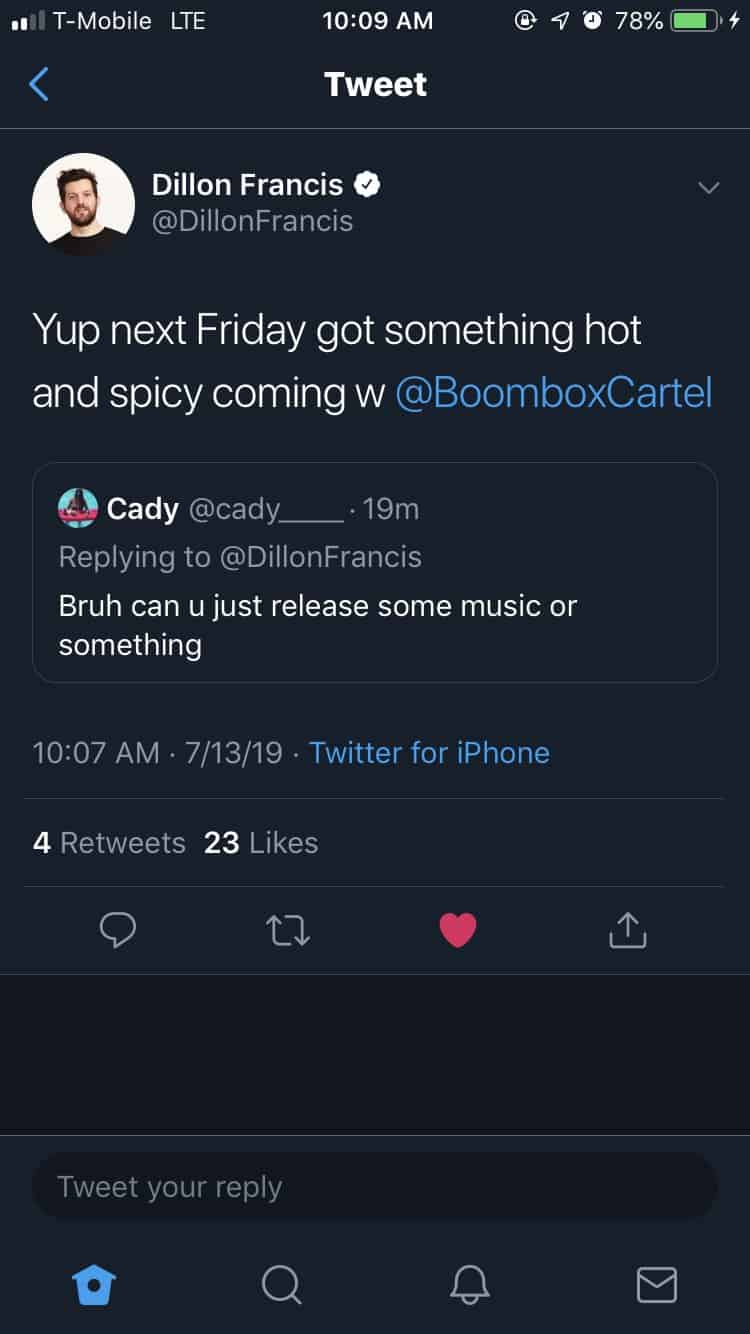 T-Mobile LTE 10:09 AM 78%
Tweet
Dillon Francis
@DillonFrancis
Yup next Friday got something hot
and spicy coming w @BoomboxCartel
Cady @cady_____ · 19m
Replying to @DillonFrancis
Bruh can u just release some music or
something
10:07 AM · 7/13/19 · Twitter for iPhone
4 Retweets 23 Likes
Tweet your reply